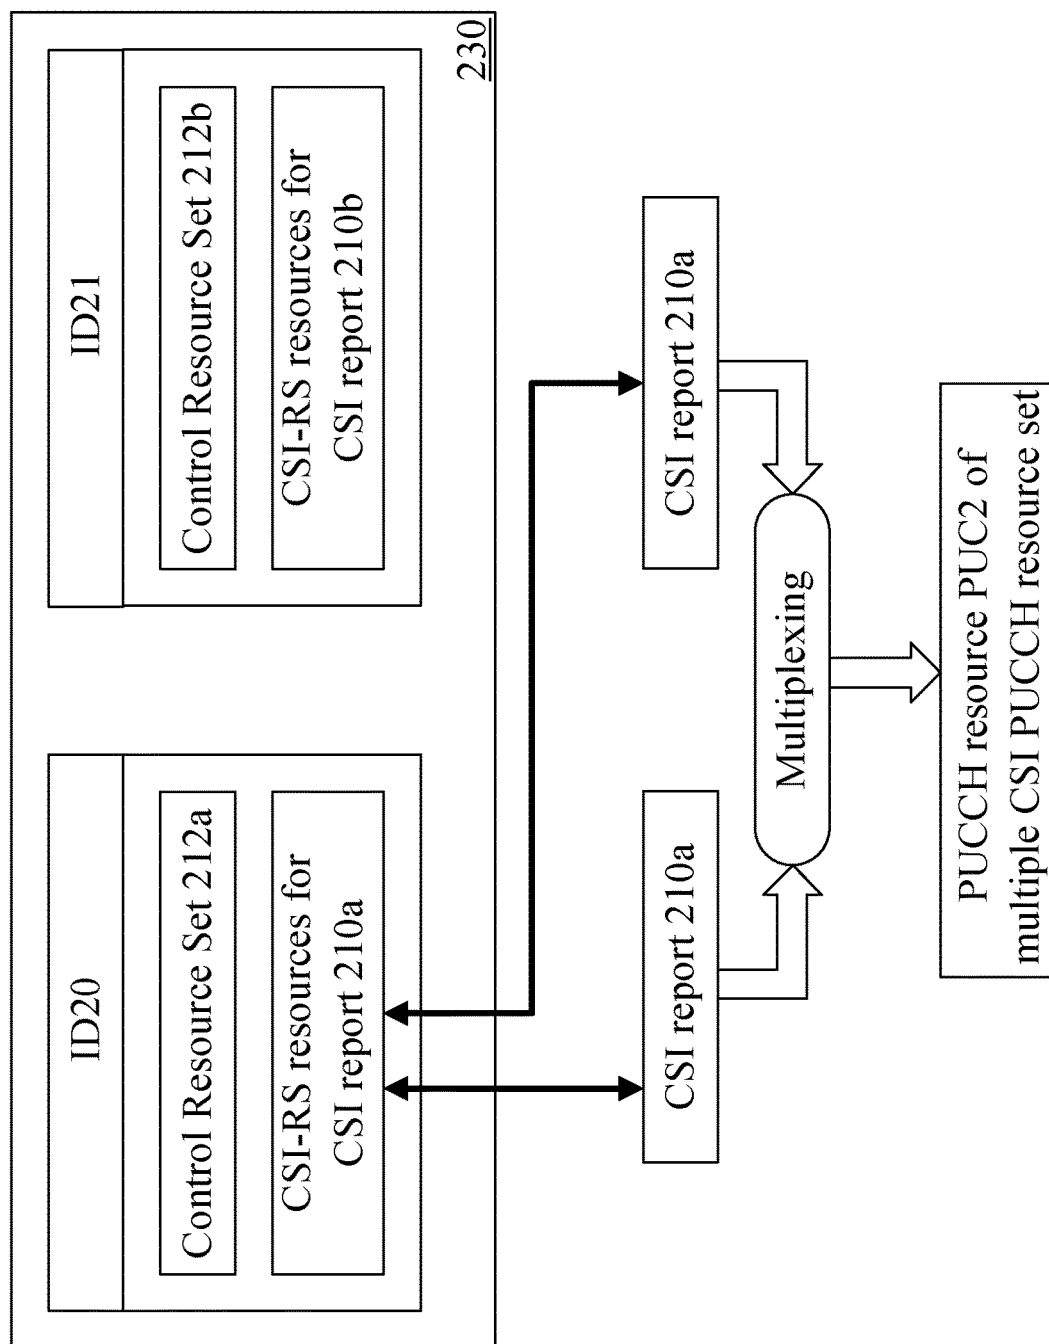 ID20
Control Resource Set 212a
CSI-RS resources for
CSI report 210a
ID21
Control Resource Set 212b
CSI-RS resources for
CSI report 210b
230
CSI report 210a
CSI report 210a
Multiplexing
PUCCH resource PUC2 of
multiple CSI PUCCH resource set